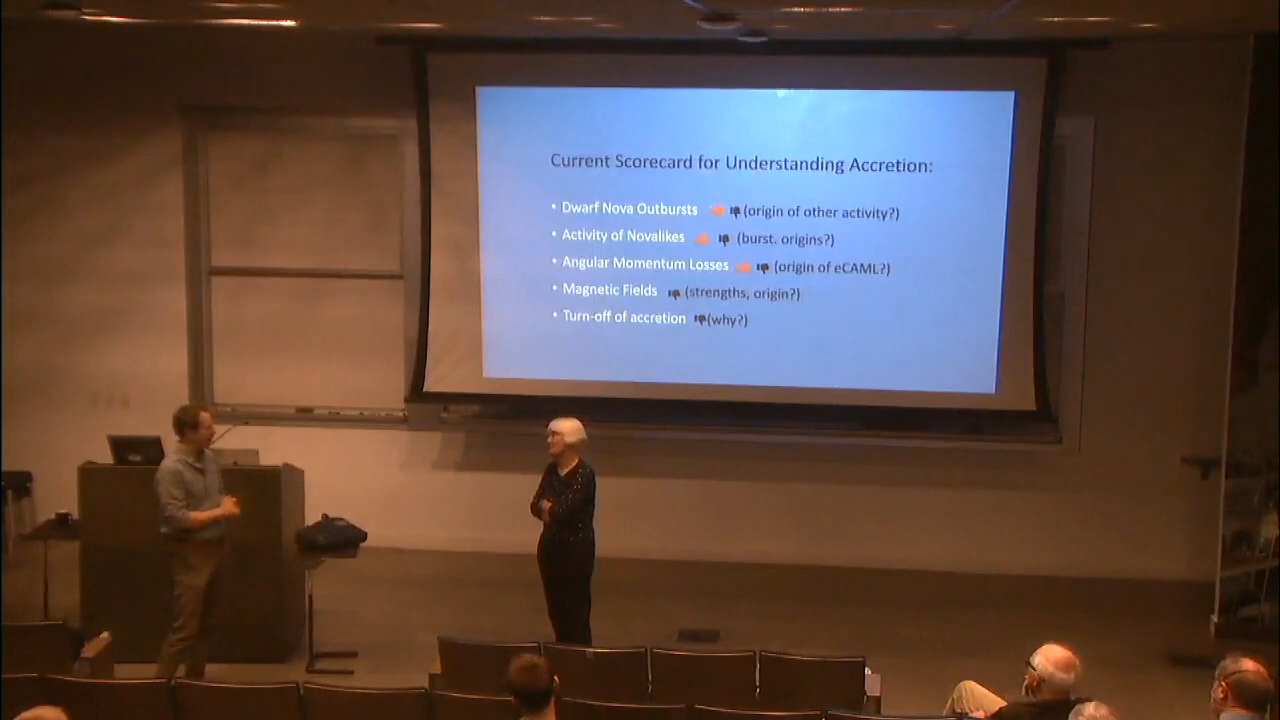 Current Scorecard for Understanding Accretion:
• Dwarf Nova Outbursts (origin of other activity?)
• Activity of Novalikes (burst. origins?)
• Angular Momentum Losses (origin of eCAML?)
• Magnetic Fields (strengths, origin?)
• Turn-off of accretion (why?)